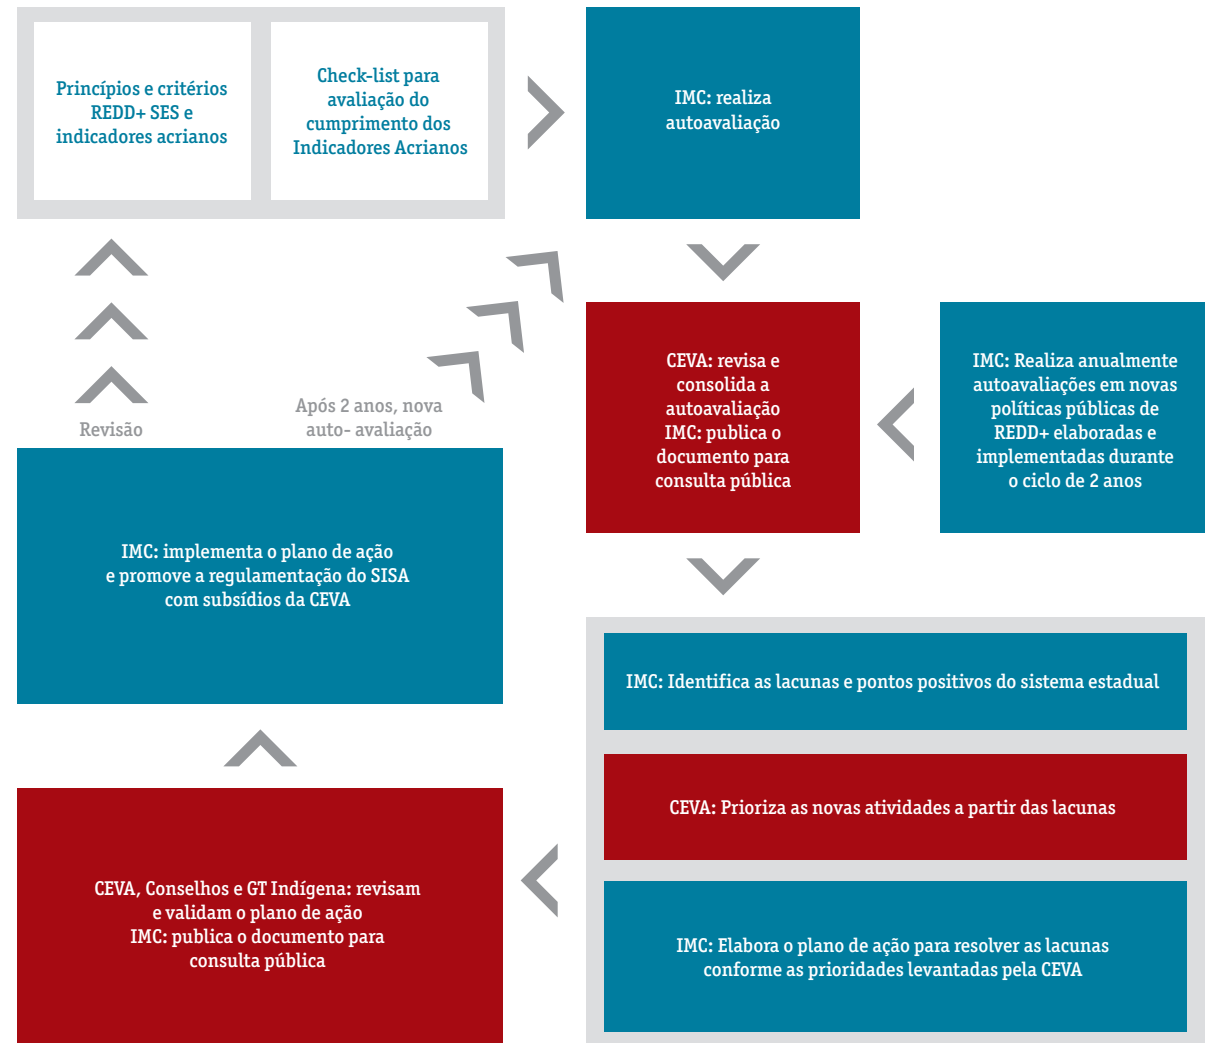 Princípios e critérios
REDD+ SES e
indicadores acrianos
Check-list para
avaliação do
cumprimento dos
Indicadores Acrianos
IMC: realiza
autoavaliação
CEVA: revisa e
consolida a
autoavaliação
IMC: publica o
documento para
consulta pública
IMC: Realiza anualmente
autoavaliações em novas
políticas públicas de
REDD+ elaboradas e
implementadas durante
o ciclo de 2 anos
Revisão
Após 2 anos, nova
auto- avaliação
IMC: implementa o plano de ação
e promove a regulamentação do SISA
com subsídios da CEVA
IMC: Identifica as lacunas e pontos positivos do sistema estadual
CEVA: Prioriza as novas atividades a partir das lacunas
IMC: Elabora o plano de ação para resolver as lacunas
conforme as prioridades levantadas pela CEVA
CEVA, Conselhos e GT Indígena: revisam
e validam o plano de ação
IMC: publica o documento para
consulta pública